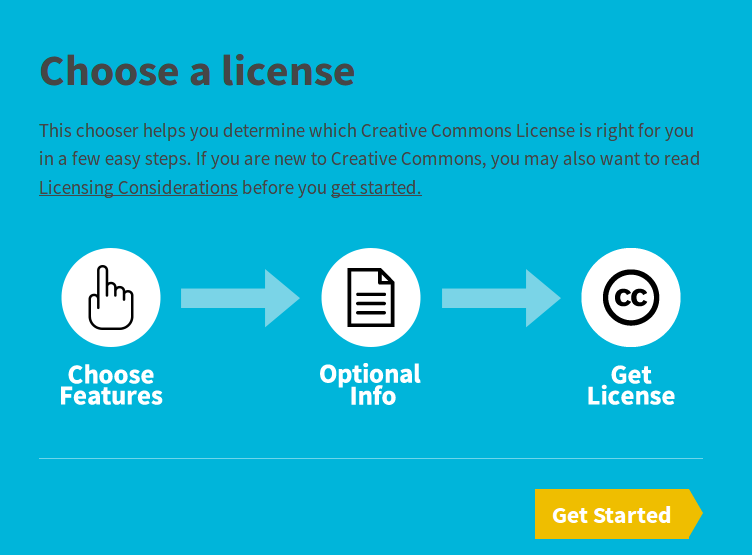 Choose a license
This chooser helps you determine which Creative Commons License is right for you
in a few easy steps. If you are new to Creative Commons, you may also want to read
Licensing Considerations before you get started.
cc
Choose
Features
Optional
Info
Get
License
Get Started